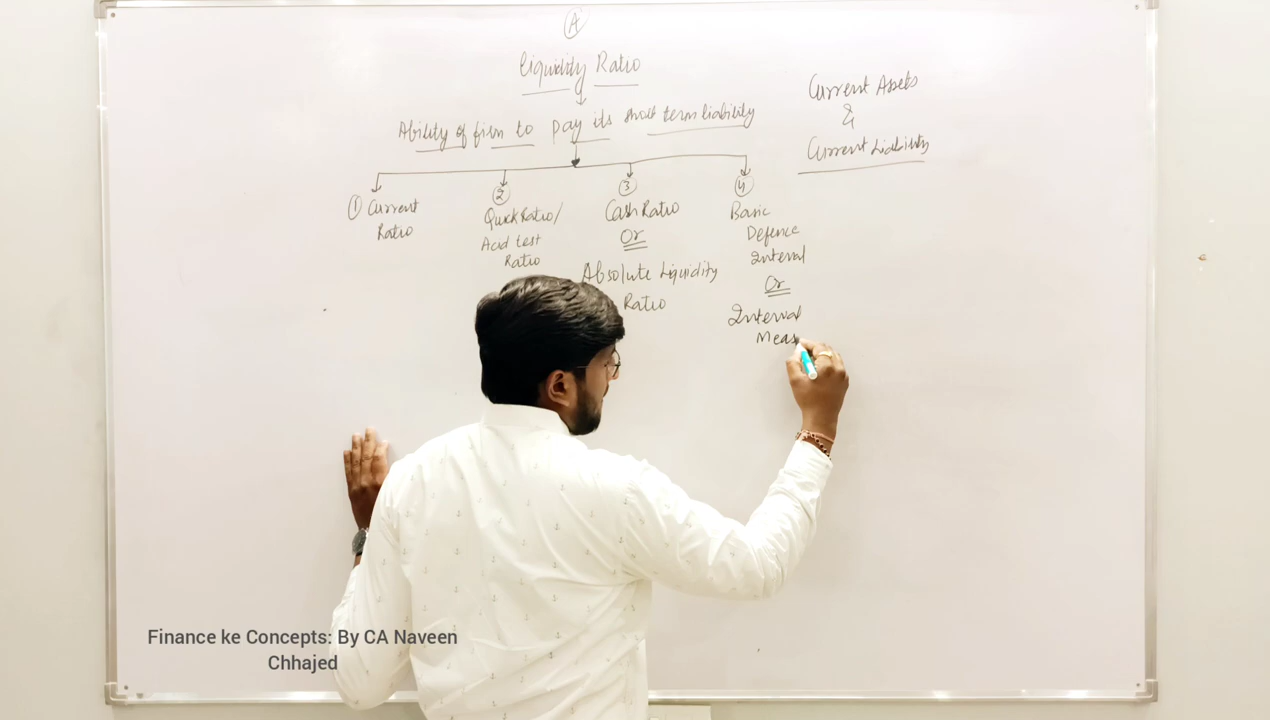 A
Liquidity Ratio
Ability of firm to pay its short term liability
Current Assets
&
Current Liability
① Current
Ratio
②
Quick Ratio/
Acid test
Ratio
③
Cash Ratio
Or
Absolute Liquidity
Ratio
④
Basic
Defence
Interval
Or
Interval
Meas
Finance ke Concepts: By CA Naveen
Chhajed